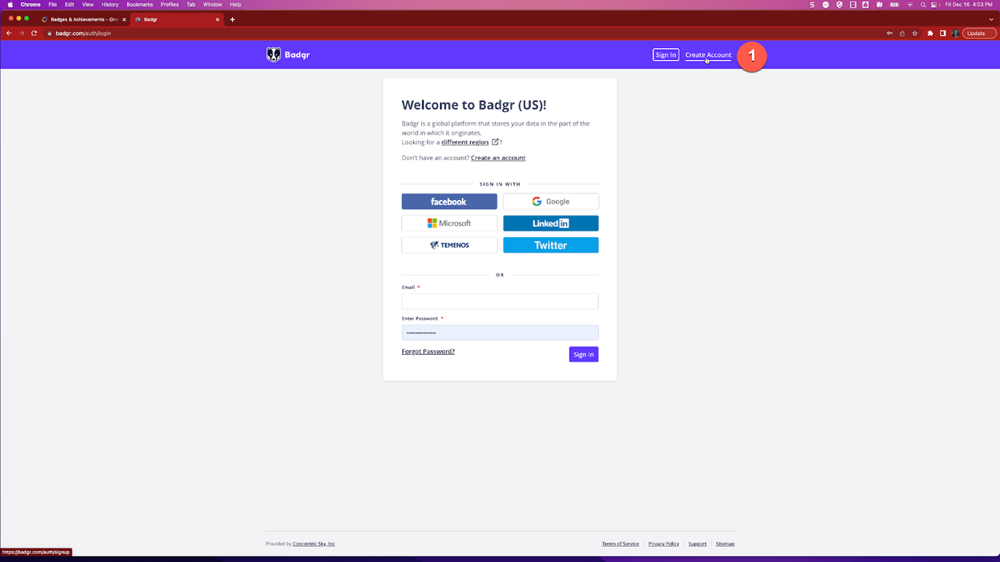 Chrome File Edit View History Bookmarks Profiles Tab Window Help
Fri Dec 16 4:03 PM
Badges & Achievements – One
Badgr
badgr.com/auth/login
Update
Badgr
Sign In
Create Account
1
Welcome to Badgr (US)!
Badgr is a global platform that stores your data in the part of the
world in which it originates.
Looking for a different region ?
Don't have an account? Create an account
SIGN IN WITH
facebook
Google
Microsoft
Linked in
TEMENOS
Twitter
OR
Email *
Enter Password *
Forgot Password?
Sign In
Provided by Concentric Sky, Inc
Terms of Service
Privacy Policy
Support
Sitemap
https://badgr.com/auth/signup